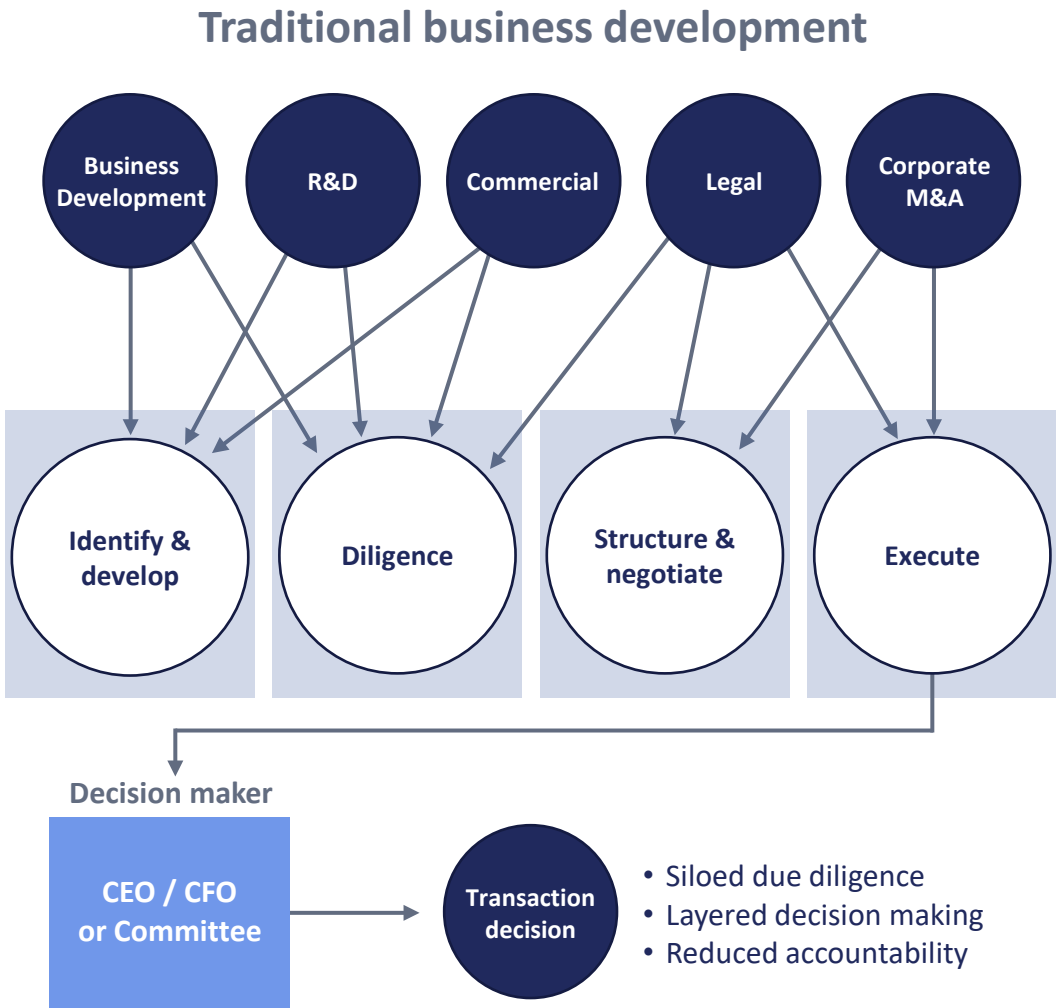 Traditional business development
Business
Development
R&D
Commercial
Legal
Corporate
M&A
Identify &
develop
Diligence
Structure &
negotiate
Execute
Decision maker
CEO / CFO
or Committee
Transaction
decision
• Siloed due diligence
• Layered decision making
• Reduced accountability